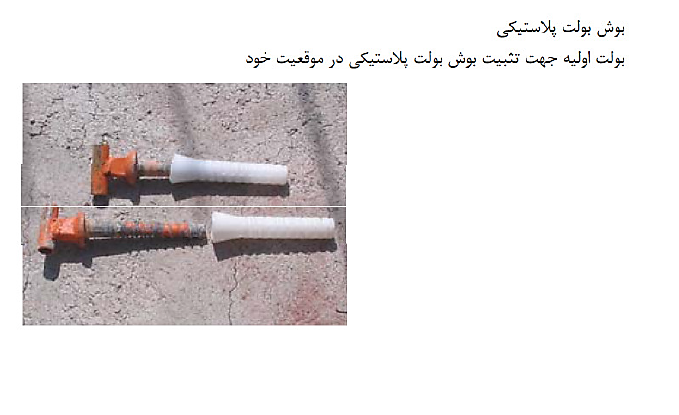 بوش بولت پلاستیکی
بولت اولیه جهت تثبیت بوش بولت پلاستیکی در موقعیت خود